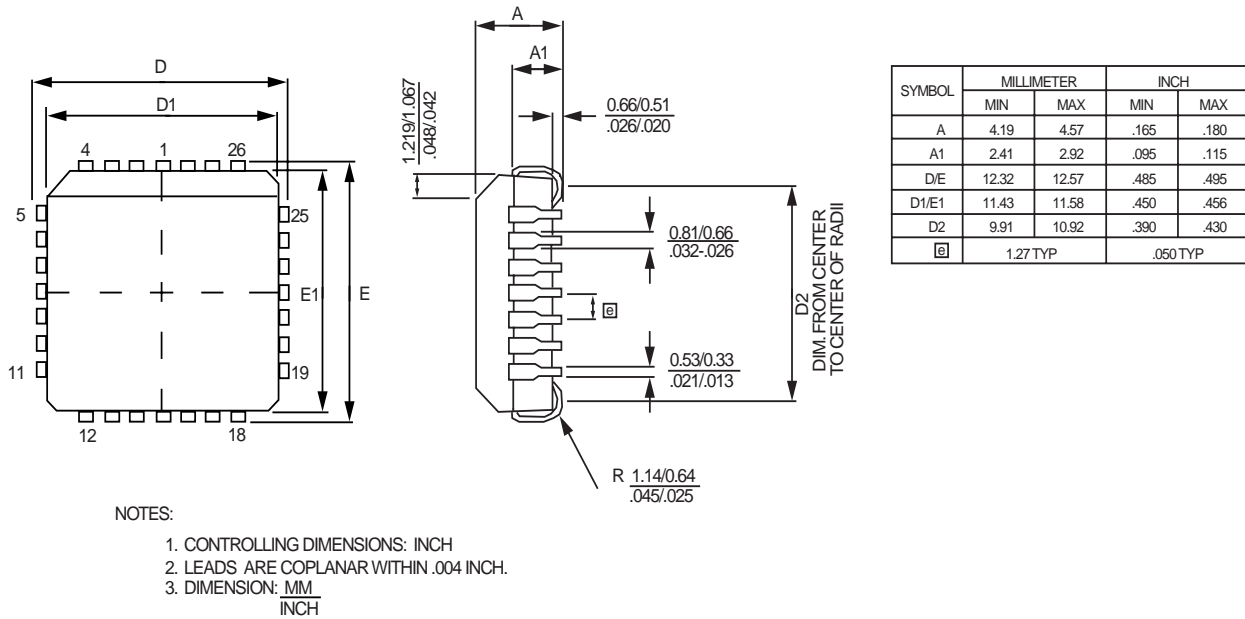 D
D1
4 1 26
5
25
11
19
12 18
E1
E
A
A1
1.219/1.067
.048/.042
0.66/0.51
.026/.020
0.81/0.66
.032-.026
e
0.53/0.33
.021/.013
R 1.14/0.64
.045/.025
D2
DIM. FROM CENTER
TO CENTER OF RADII
SYMBOL MILLIMETER INCH
MIN MAX MIN MAX
A 4.19 4.57 .165 .180
A1 2.41 2.92 .095 .115
D/E 12.32 12.57 .485 .495
D1/E1 11.43 11.58 .450 .456
D2 9.91 10.92 .390 .430
e 1.27 TYP .050 TYP
NOTES:
1. CONTROLLING DIMENSIONS: INCH
2. LEADS ARE COPLANAR WITHIN .004 INCH.
3. DIMENSION: MM
INCH